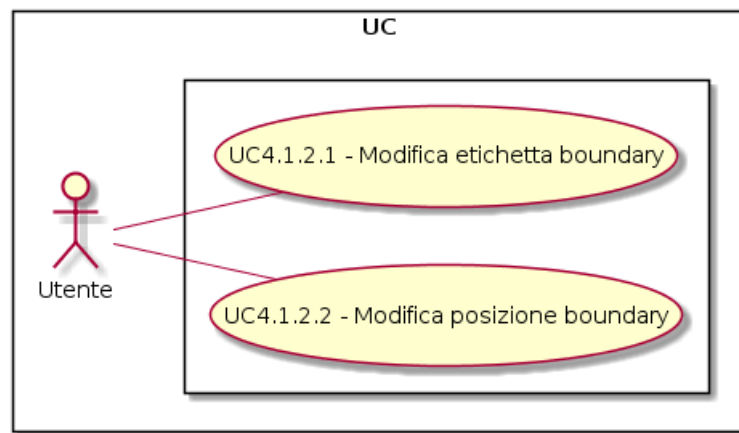 UC
UC4.1.2.1 - Modifica etichetta boundary
Utente
UC4.1.2.2 - Modifica posizione boundary